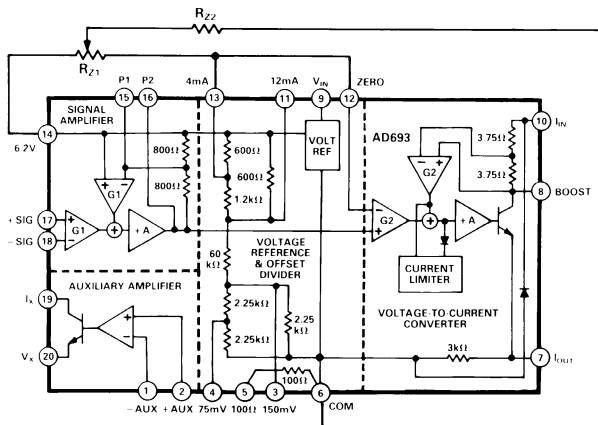 RZ2
RZ1
P1 P2 4mA 12mA VIN ZERO
15 16 13 11 9 12
SIGNAL AMPLIFIER
AD693
10 IIN
14
6.2V
800Ω
800Ω
600Ω
600Ω
1.2kΩ
VOLT REF
3.75Ω
3.75Ω
G2
8 BOOST
G1
+ SIG 17
− SIG 18
G1
+ A
G2
+ A
CURRENT LIMITER
60 kΩ
VOLTAGE REFERENCE & OFFSET DIVIDER
AUXILIARY AMPLIFIER
VOLTAGE-TO-CURRENT CONVERTER
IX 19
2.25kΩ
2.25 kΩ
2.25kΩ
3kΩ
7 IOUT
VX 20
100Ω
1 2 4 5 3 6
− AUX + AUX 75mV 100Ω 150mV COM